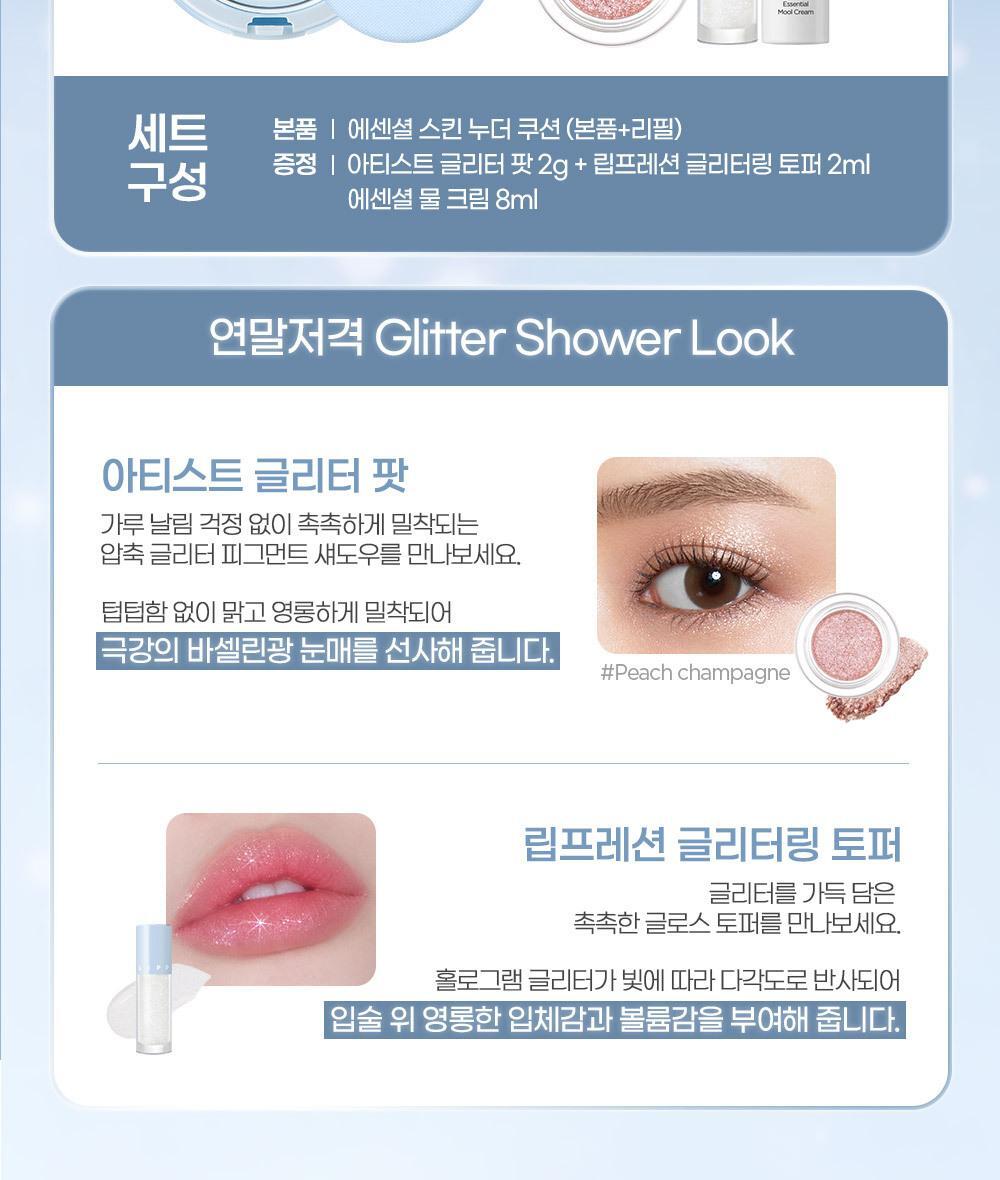 Essential
Mool Cream
세트
구성
본품 | 에센셜 스킨 누더 쿠션 (본품+리필)
증정 | 아티스트 글리터 팟 2g + 립프레션 글리터링 토퍼 2ml
에센셜 물 크림 8ml
연말저격 Glitter Shower Look
아티스트 글리터 팟
가루 날림 걱정 없이 촉촉하게 밀착되는
압축 글리터 피그먼트 섀도우를 만나보세요.
텁텁함 없이 맑고 영롱하게 밀착되어
극강의 바셀린광 눈매를 선사해 줍니다.
#Peach champagne
립프레션 글리터링 토퍼
글리터를 가득 담은
촉촉한 글로스 토퍼를 만나보세요.
홀로그램 글리터가 빛에 따라 다각도로 반사되어
입술 위 영롱한 입체감과 볼륨감을 부여해 줍니다.